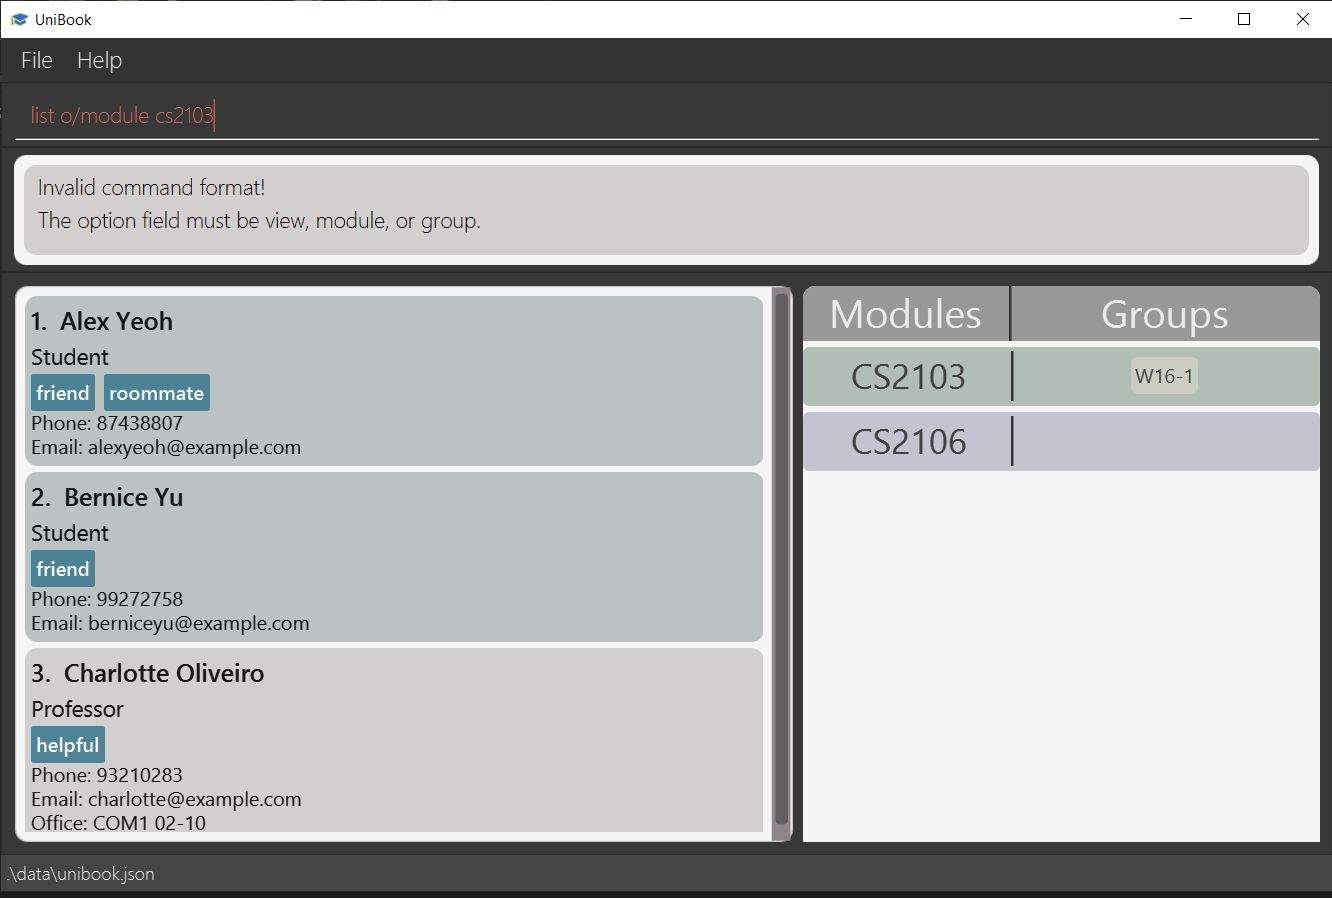 UniBook
File Help
list o/module cs2103
Invalid command format!
The option field must be view, module, or group.
1. Alex Yeoh
Student
friend roommate
Phone: 87438807
Email: alexyeoh@example.com
2. Bernice Yu
Student
friend
Phone: 99272758
Email: berniceyu@example.com
3. Charlotte Oliveiro
Professor
helpful
Phone: 93210283
Email: charlotte@example.com
Office: COM1 02-10
Modules Groups
CS2103 W16-1
CS2106
.\data\unibook.json